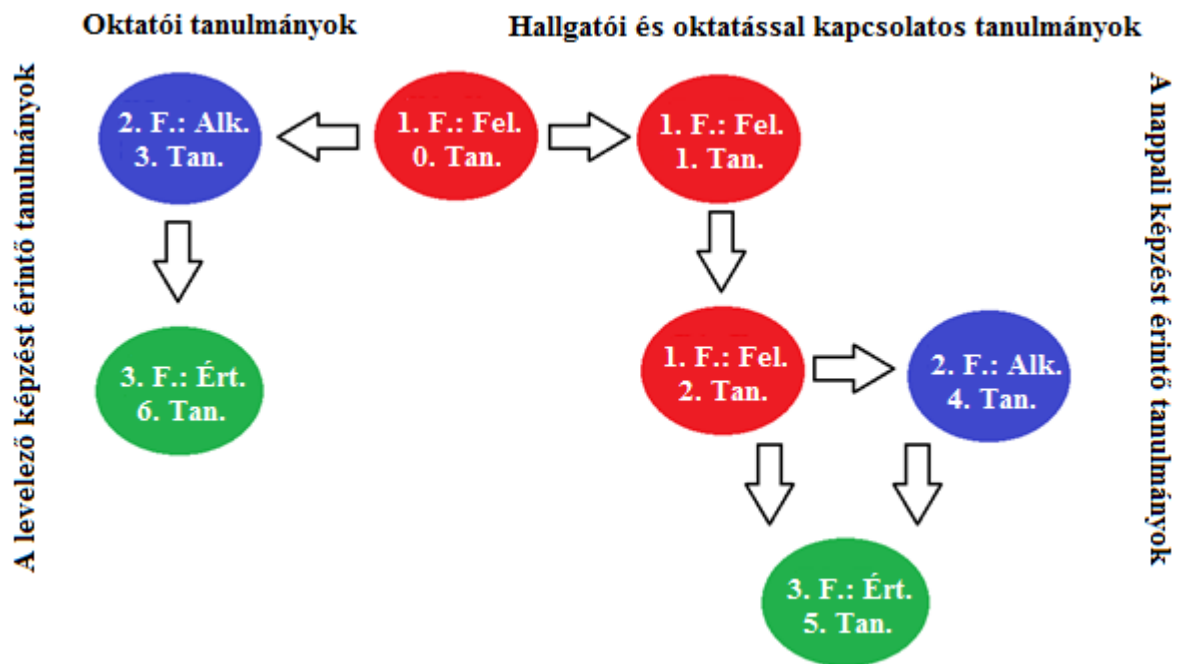 Oktatói tanulmányok
Hallgatói és oktatással kapcsolatos tanulmányok
A levelező képzést érintő tanulmányok
A nappali képzést érintő tanulmányok
2. F.: Alk.
3. Tan.
1. F.: Fel.
0. Tan.
1. F.: Fel.
1. Tan.
3. F.: Ért.
6. Tan.
1. F.: Fel.
2. Tan.
2. F.: Alk.
4. Tan.
3. F.: Ért.
5. Tan.